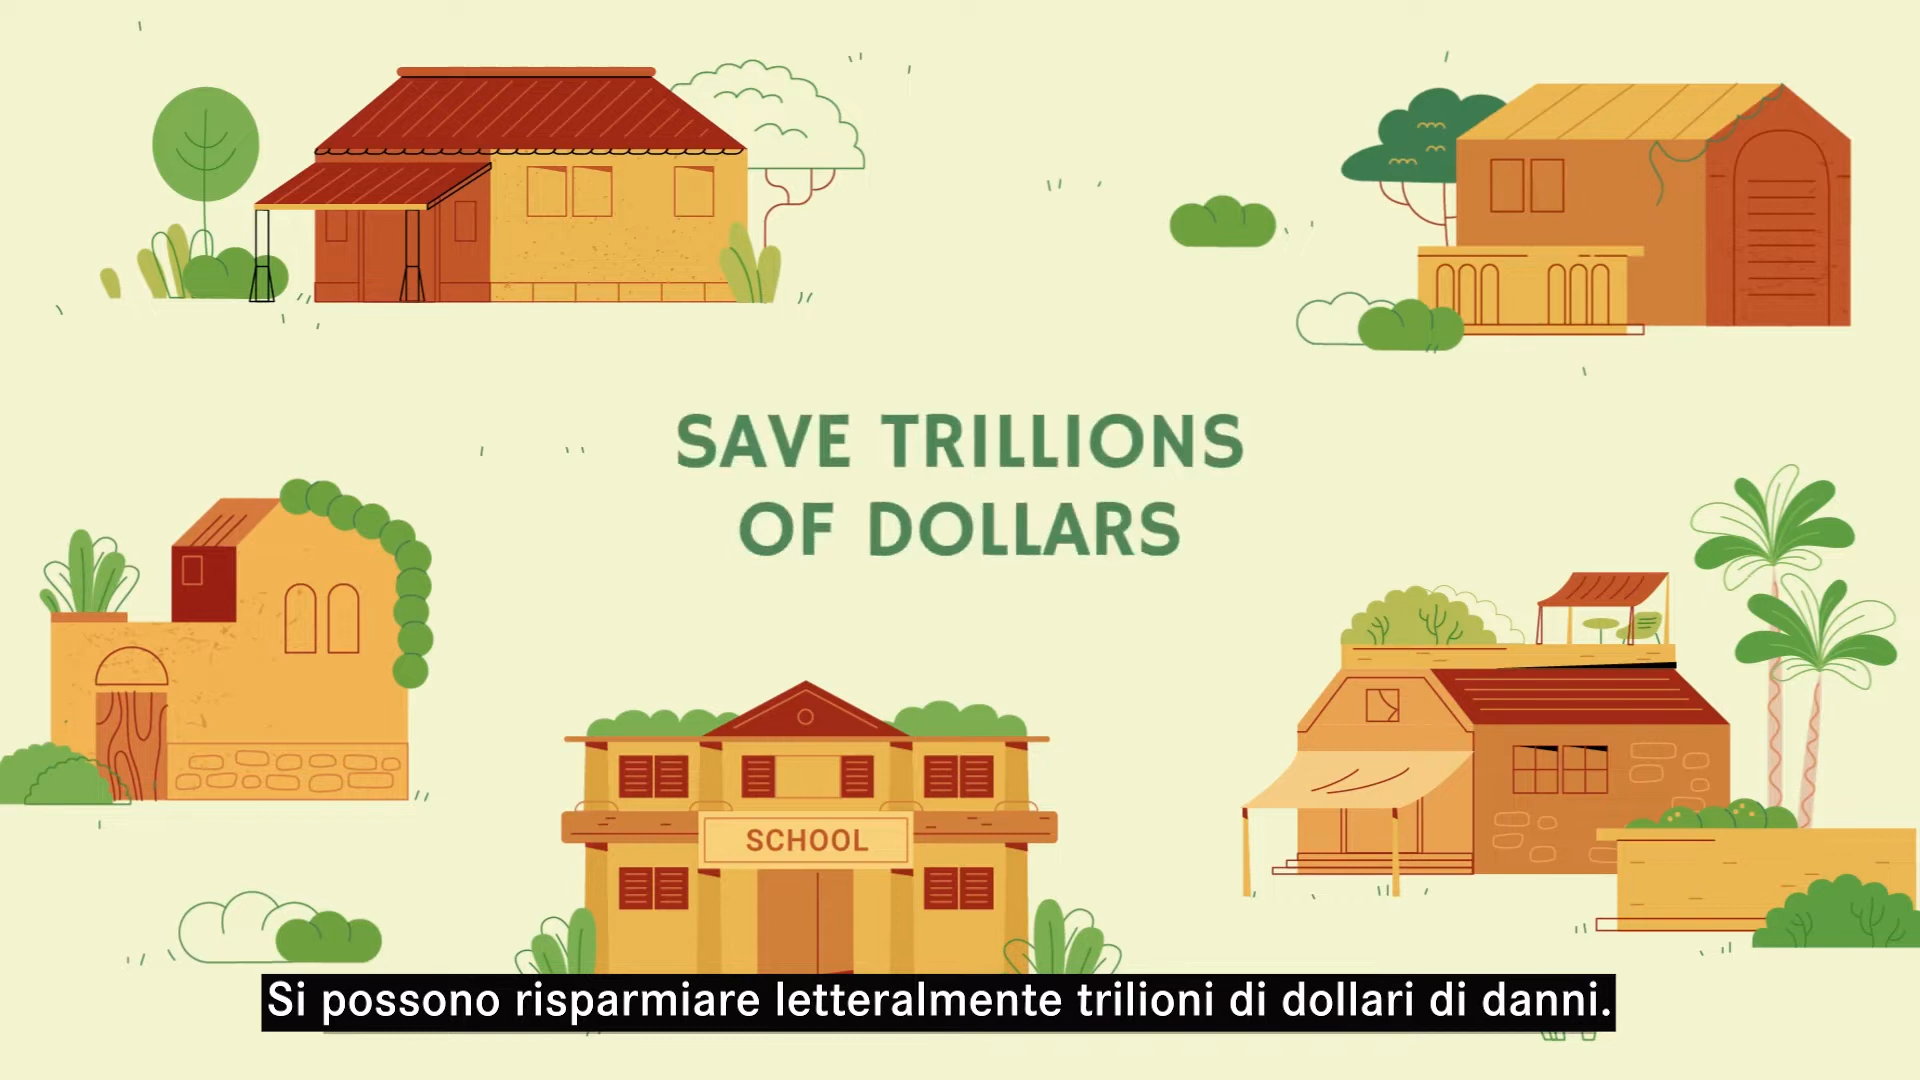 SAVE TRILLIONS
OF DOLLARS
SCHOOL
Si possono risparmiare letteralmente trilioni di dollari di danni.